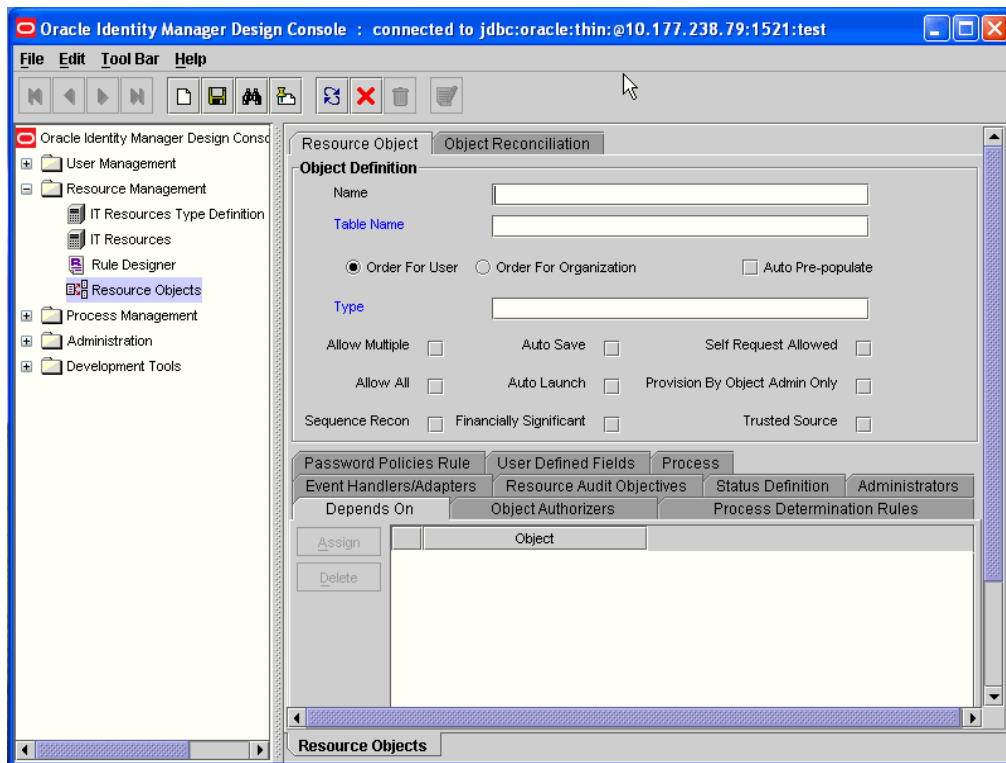 Oracle Identity Manager Design Console : connected to jdbc:oracle:thin:@10.177.238.79:1521:test
File Edit Tool Bar Help
Oracle Identity Manager Design Consc
User Management
Resource Management
IT Resources Type Definition
IT Resources
Rule Designer
Resource Objects
Process Management
Administration
Development Tools
Resource Object Object Reconciliation
Object Definition
Name
Table Name
Order For User Order For Organization Auto Pre-populate
Type
Allow Multiple Auto Save Self Request Allowed
Allow All Auto Launch Provision By Object Admin Only
Sequence Recon Financially Significant Trusted Source
Password Policies Rule User Defined Fields Process
Event Handlers/Adapters Resource Audit Objectives Status Definition Administrators
Depends On Object Authorizers Process Determination Rules
Assign Object
Delete
Resource Objects